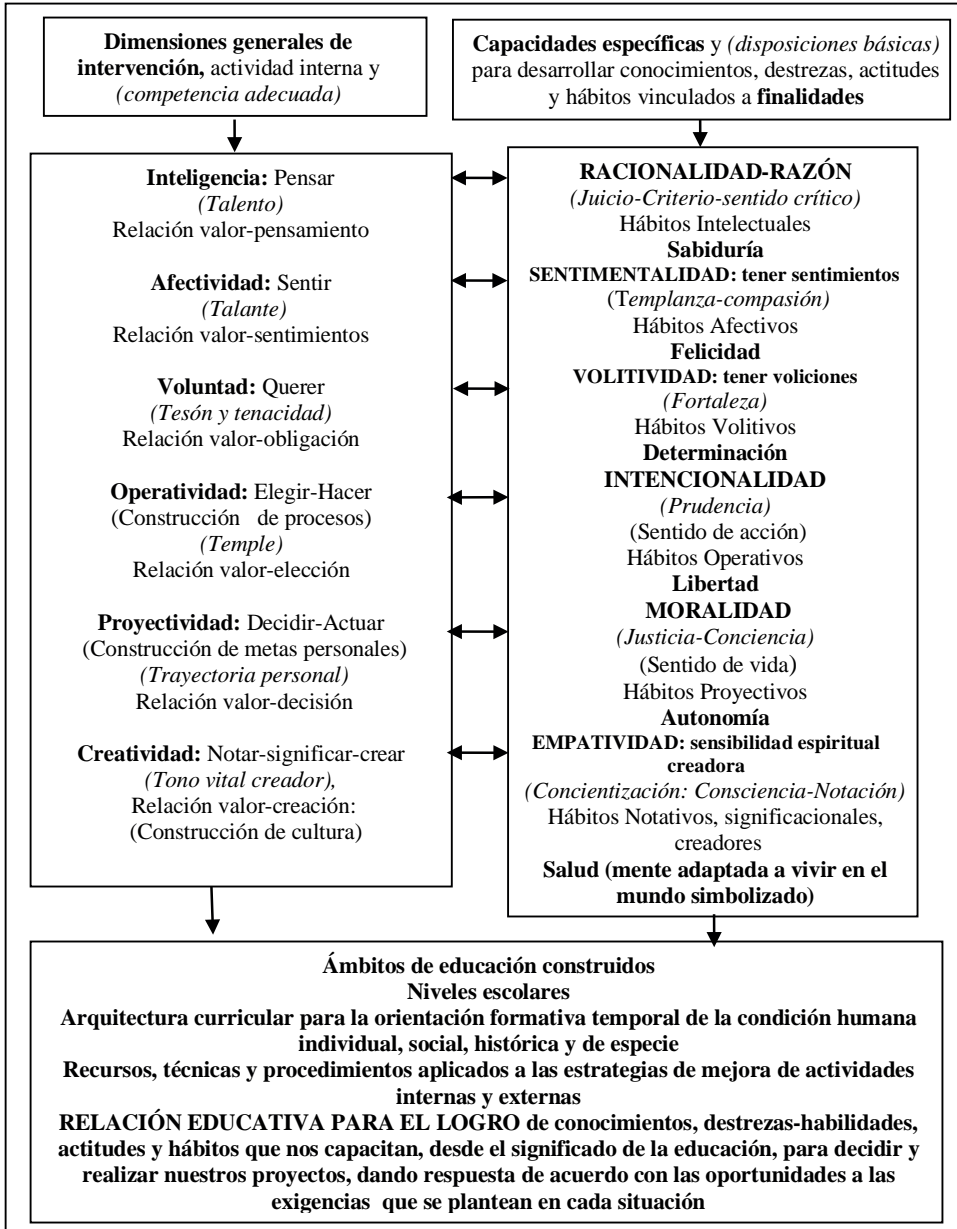 Dimensiones generales de
intervención, actividad interna y
(competencia adecuada)
Capacidades específicas y (disposiciones básicas)
para desarrollar conocimientos, destrezas, actitudes
y hábitos vinculados a finalidades
Inteligencia: Pensar
(Talento)
Relación valor-pensamiento
Afectividad: Sentir
(Talante)
Relación valor-sentimientos
Voluntad: Querer
(Tesón y tenacidad)
Relación valor-obligación
Operatividad: Elegir-Hacer
(Construcción de procesos)
(Temple)
Relación valor-elección
Proyectividad: Decidir-Actuar
(Construcción de metas personales)
(Trayectoria personal)
Relación valor-decisión
Creatividad: Notar-significar-crear
(Tono vital creador),
Relación valor-creación:
(Construcción de cultura)
RACIONALIDAD-RAZÓN
(Juicio-Criterio-sentido crítico)
Hábitos Intelectuales
Sabiduría
SENTIMENTALIDAD: tener sentimientos
(Templanza-compasión)
Hábitos Afectivos
Felicidad
VOLITIVIDAD: tener voliciones
(Fortaleza)
Hábitos Volitivos
Determinación
INTENCIONALIDAD
(Prudencia)
(Sentido de acción)
Hábitos Operativos
Libertad
MORALIDAD
(Justicia-Conciencia)
(Sentido de vida)
Hábitos Proyectivos
Autonomía
EMPATIVIDAD: sensibilidad espiritual
creadora
(Concientización: Consciencia-Notación)
Hábitos Notativos, significacionales,
creadores
Salud (mente adaptada a vivir en el
mundo simbolizado)
Ámbitos de educación construidos
Niveles escolares
Arquitectura curricular para la orientación formativa temporal de la condición humana
individual, social, histórica y de especie
Recursos, técnicas y procedimientos aplicados a las estrategias de mejora de actividades
internas y externas
RELACIÓN EDUCATIVA PARA EL LOGRO de conocimientos, destrezas-habilidades,
actitudes y hábitos que nos capacitan, desde el significado de la educación, para decidir y
realizar nuestros proyectos, dando respuesta de acuerdo con las oportunidades a las
exigencias que se plantean en cada situación